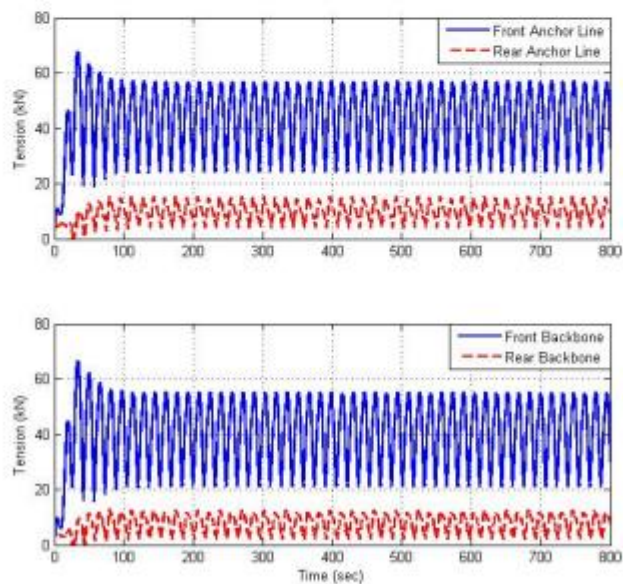 80
Front Anchor Line
Rear Anchor Line
60
Tension (kN)
40
20
0
0 100 200 300 400 500 600 700 800
80
Front Backbone
Rear Backbone
60
Tension (kN)
40
20
0
0 100 200 300 400 500 600 700 800
Time (sec)